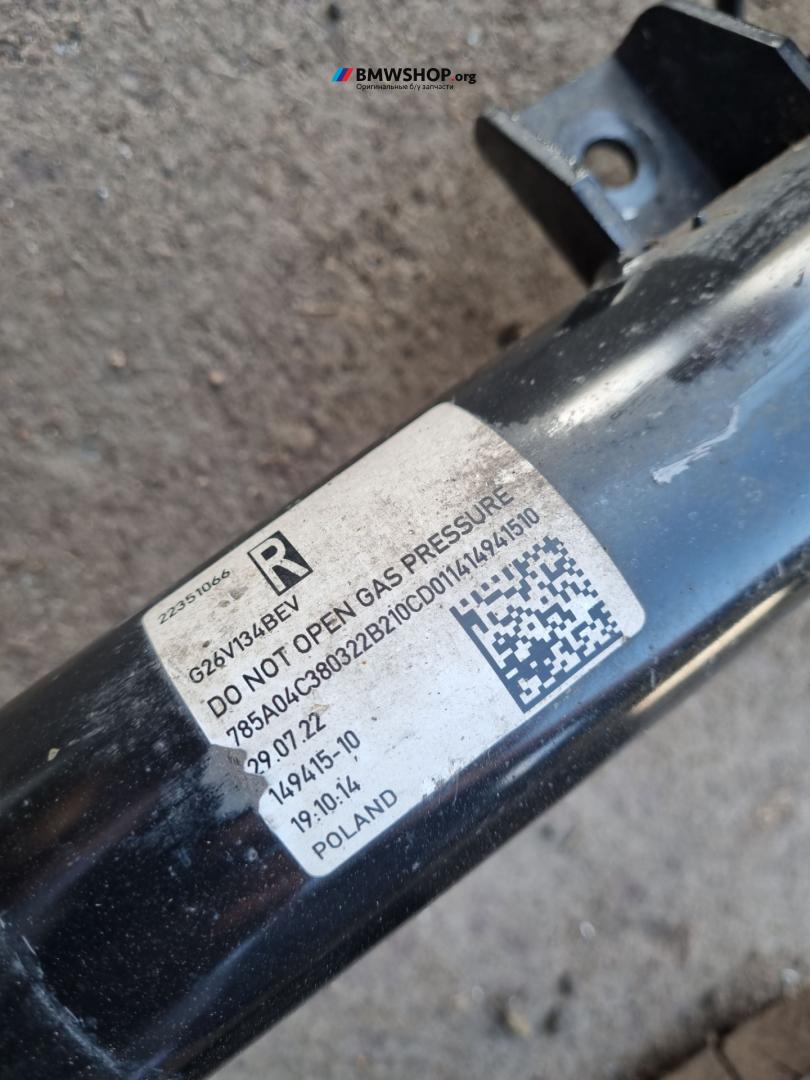 BMWSHOP.org
Оригинальные б/у запчасти
22351066
R
G26V134BEV
DO NOT OPEN GAS PRESSURE
785A04C380322B210CD011414941510
29.07.22
149415-10
19:10:14
POLAND